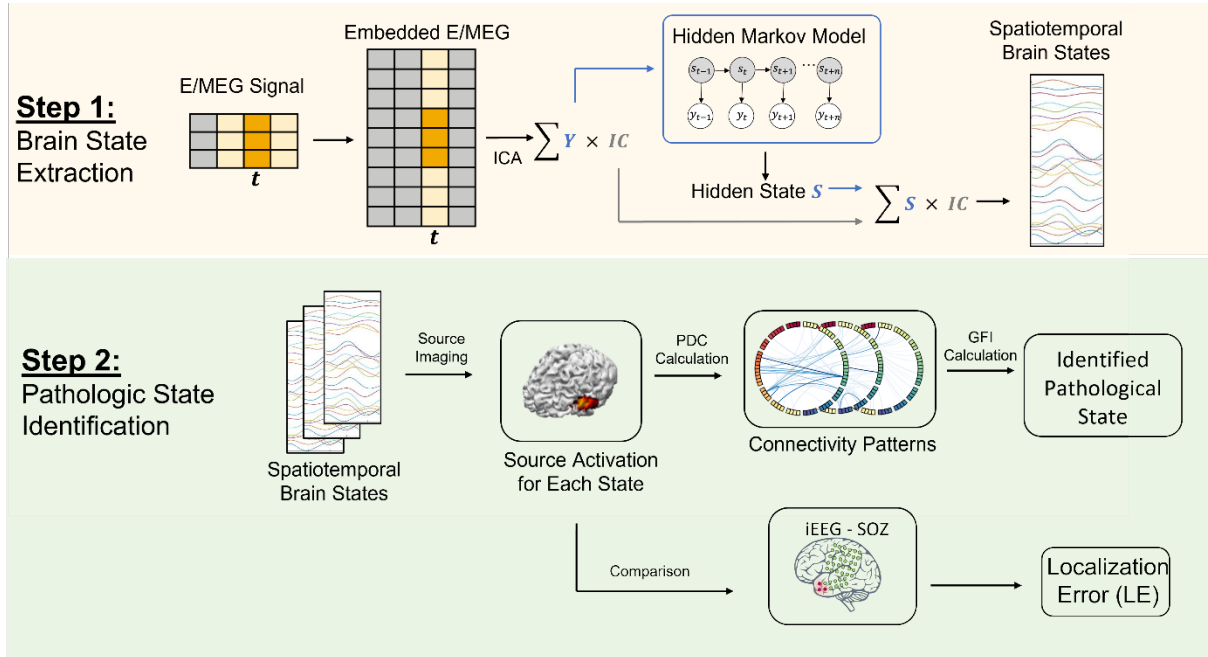 Step 1:
Brain State
Extraction
E/MEG Signal
t
Embedded E/MEG
t
ICA
∑ Y × IC
Hidden Markov Model
s_{t-1} s_t s_{t+1} ... s_{t+n}
y_{t-1} y_t y_{t+1} y_{t+n}
Hidden State S
∑ S × IC
Spatiotemporal
Brain States
Step 2:
Pathologic State
Identification
Spatiotemporal
Brain States
Source
Imaging
Source Activation
for Each State
PDC
Calculation
Connectivity Patterns
GFI
Calculation
Identified
Pathological
State
Comparison
iEEG - SOZ
Localization
Error (LE)